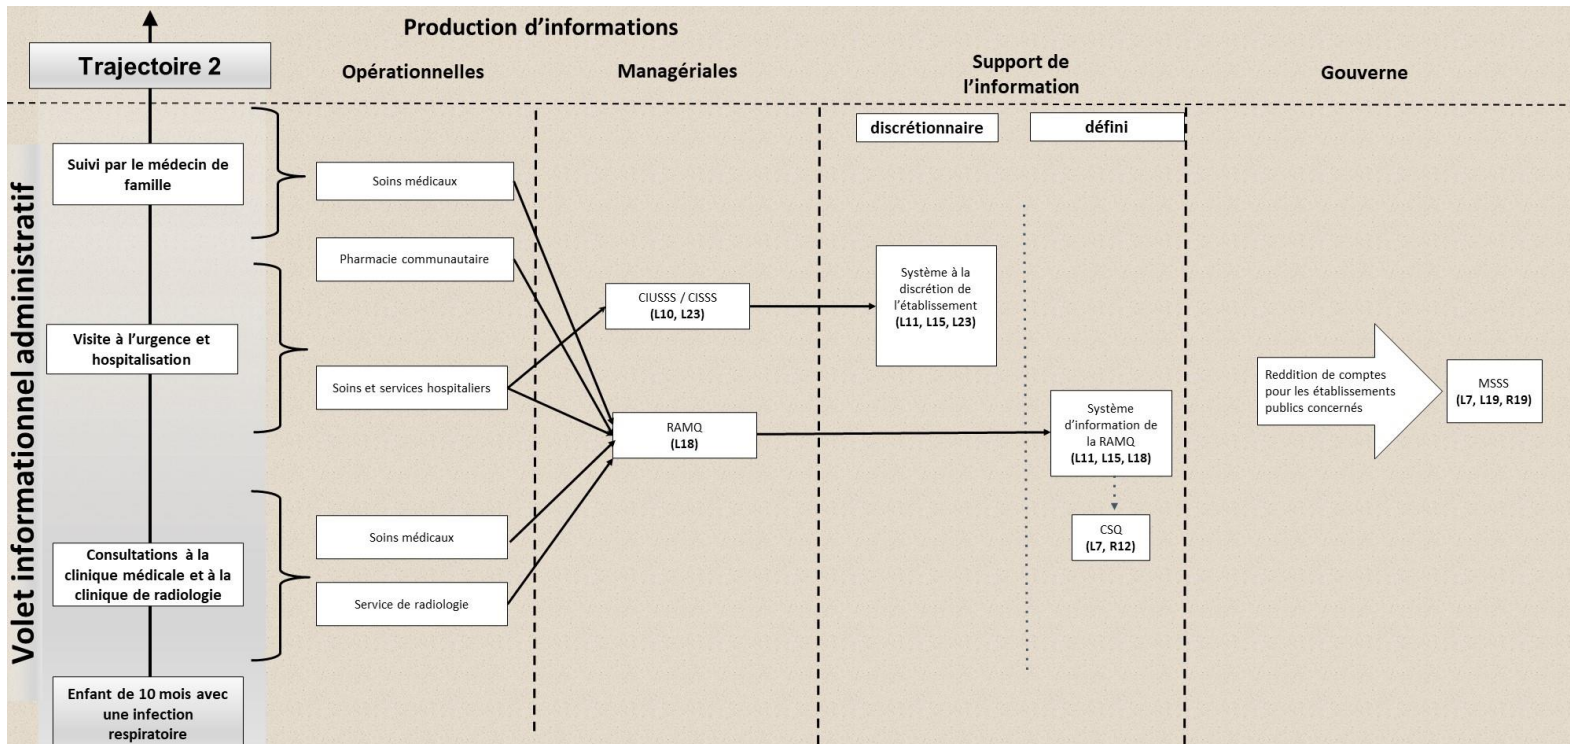 Production d’informations
Trajectoire 2
Opérationnelles
Managériales
Support de
l’information
Gouverne
discrétionnaire
défini
Volet informationnel administratif
Suivi par le médecin de
famille
Visite à l’urgence et
hospitalisation
Consultations à la
clinique médicale et à la
clinique de radiologie
Enfant de 10 mois avec
une infection
respiratoire
Soins médicaux
Pharmacie communautaire
Soins et services hospitaliers
Soins médicaux
Service de radiologie
CIUSSS / CISSS
(L10, L23)
RAMQ
(L18)
Système à la
discrétion de
l’établissement
(L11, L15, L23)
Système
d’information de
la RAMQ
(L11, L15, L18)
CSQ
(L7, R12)
Reddition de comptes
pour les établissements
publics concernés
MSSS
(L7, L19, R19)